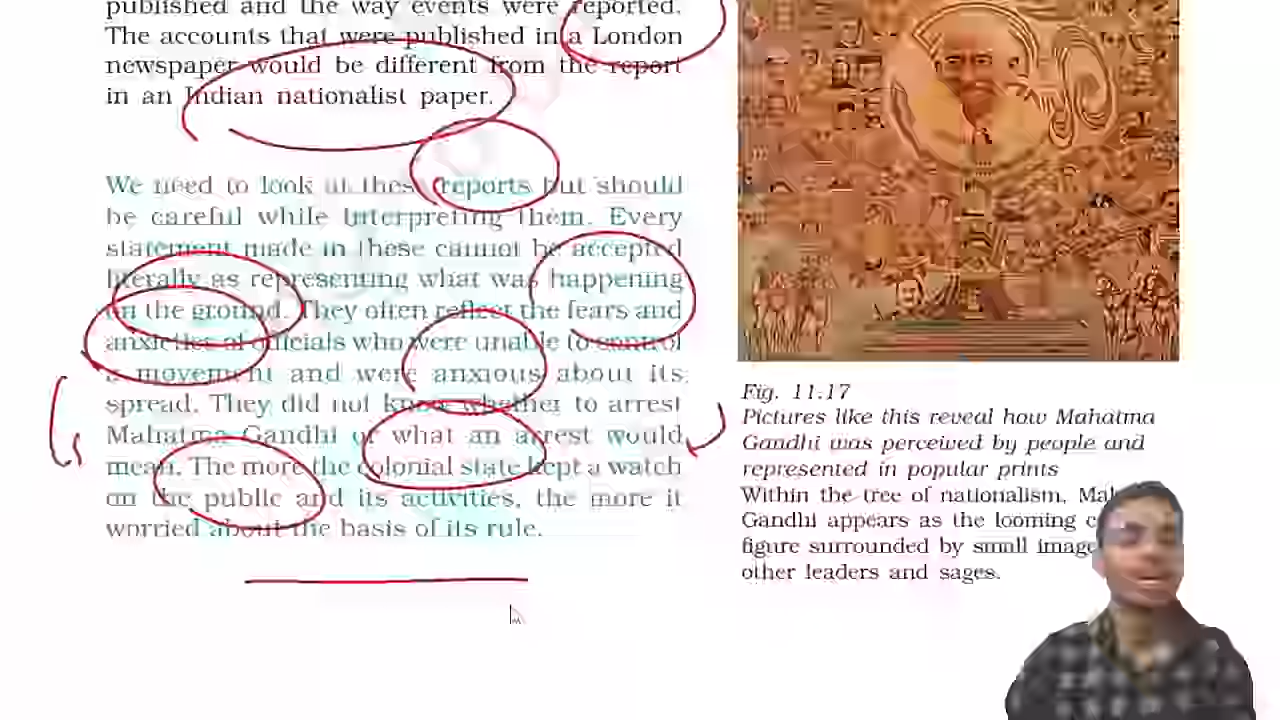 published and the way events were reported.
The accounts that were published in a London
newspaper would be different from the report
in an Indian nationalist paper.
We need to look at these reports but should
be careful while interpreting them. Every
statement made in these cannot be accepted
literally as representing what was happening
on the ground. They often reflect the fears and
anxieties of officials who were unable to control
a movement and were anxious about its
spread. They did not know whether to arrest
Mahatma Gandhi or what an arrest would
mean. The more the colonial state kept a watch
on the public and its activities, the more it
worried about the basis of its rule.
Fig. 11.17
Pictures like this reveal how Mahatma
Gandhi was perceived by people and
represented in popular prints
Within the tree of nationalism,
Gandhi appears as the looming
figure surrounded by small
other leaders and sages.